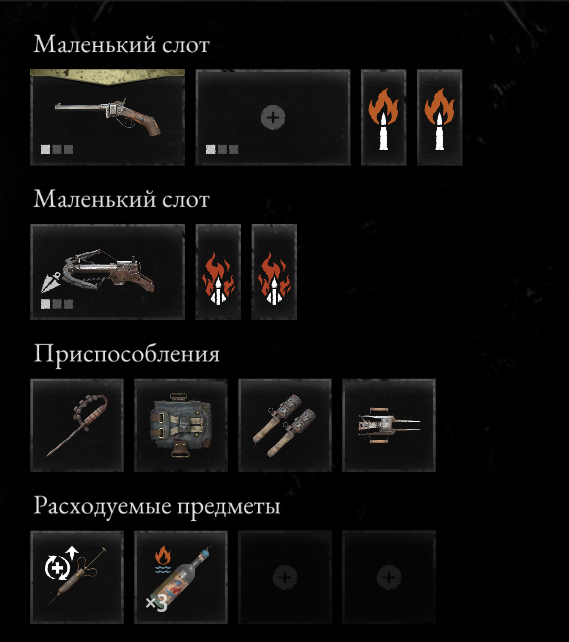 Маленький слот
Маленький слот
Приспособления
Расходуемые предметы
×3